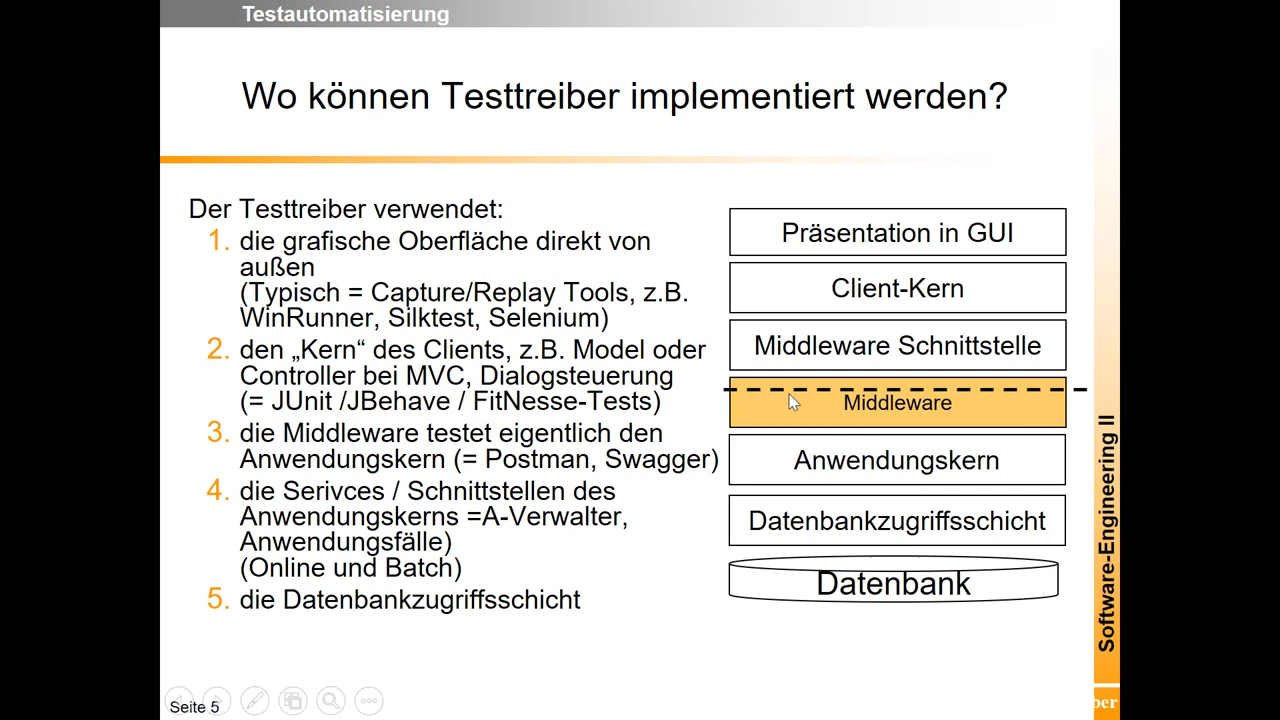 Testautomatisierung
Wo können Testtreiber implementiert werden?
Der Testtreiber verwendet:
1. die grafische Oberfläche direkt von
außen
(Typisch = Capture/Replay Tools, z.B.
WinRunner, Silktest, Selenium)
2. den „Kern“ des Clients, z.B. Model oder
Controller bei MVC, Dialogsteuerung
(= JUnit /JBehave / FitNesse-Tests)
3. die Middleware testet eigentlich den
Anwendungskern (= Postman, Swagger)
4. die Serivces / Schnittstellen des
Anwendungskerns =A-Verwalter,
Anwendungsfälle)
(Online und Batch)
5. die Datenbankzugriffsschicht
Präsentation in GUI
Client-Kern
Middleware Schnittstelle
Middleware
Anwendungskern
Datenbankzugriffsschicht
Datenbank
Software-Engineering II
Seite 5